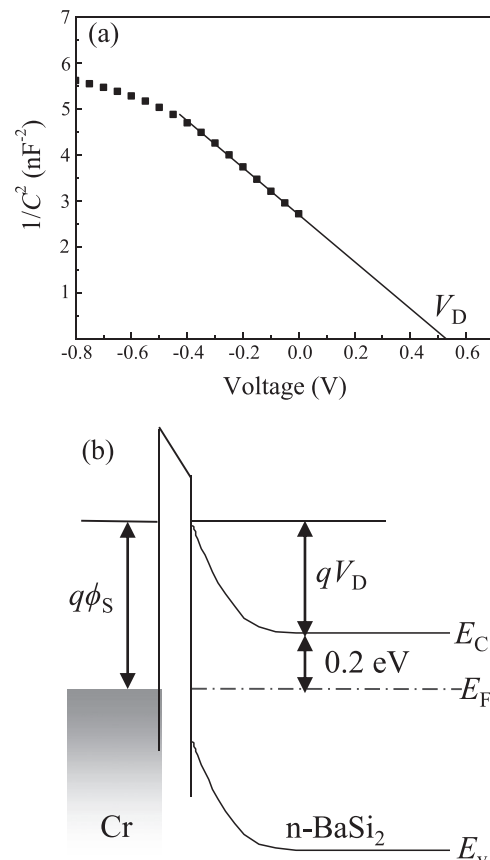 (a)
7
6
5
4
3
2
1
1/C² (nF⁻²)
V_D
-0.8 -0.6 -0.4 -0.2 0.0 0.2 0.4 0.6
Voltage (V)
(b)
qϕ_S
qV_D
E_C
0.2 eV
E_F
Cr
n-BaSi₂
E_v